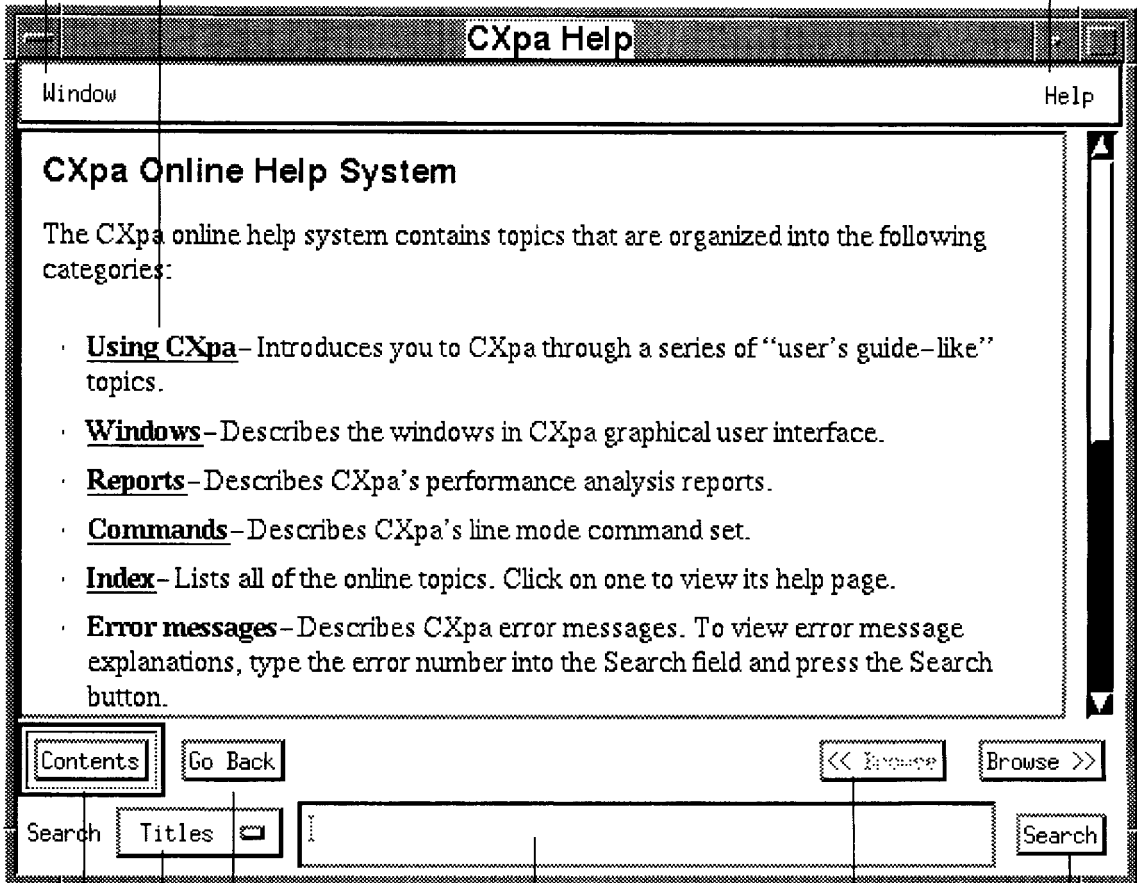 CXpa Help
Window Help
CXpa Online Help System
The CXpa online help system contains topics that are organized into the following
categories:
· Using CXpa–Introduces you to CXpa through a series of “user’s guide–like”
topics.
· Windows–Describes the windows in CXpa graphical user interface.
· Reports–Describes CXpa’s performance analysis reports.
· Commands–Describes CXpa’s line mode command set.
· Index–Lists all of the online topics. Click on one to view its help page.
· Error messages–Describes CXpa error messages. To view error message
explanations, type the error number into the Search field and press the Search
button.
Contents Go Back << Browse Browse >>
Search Titles Search